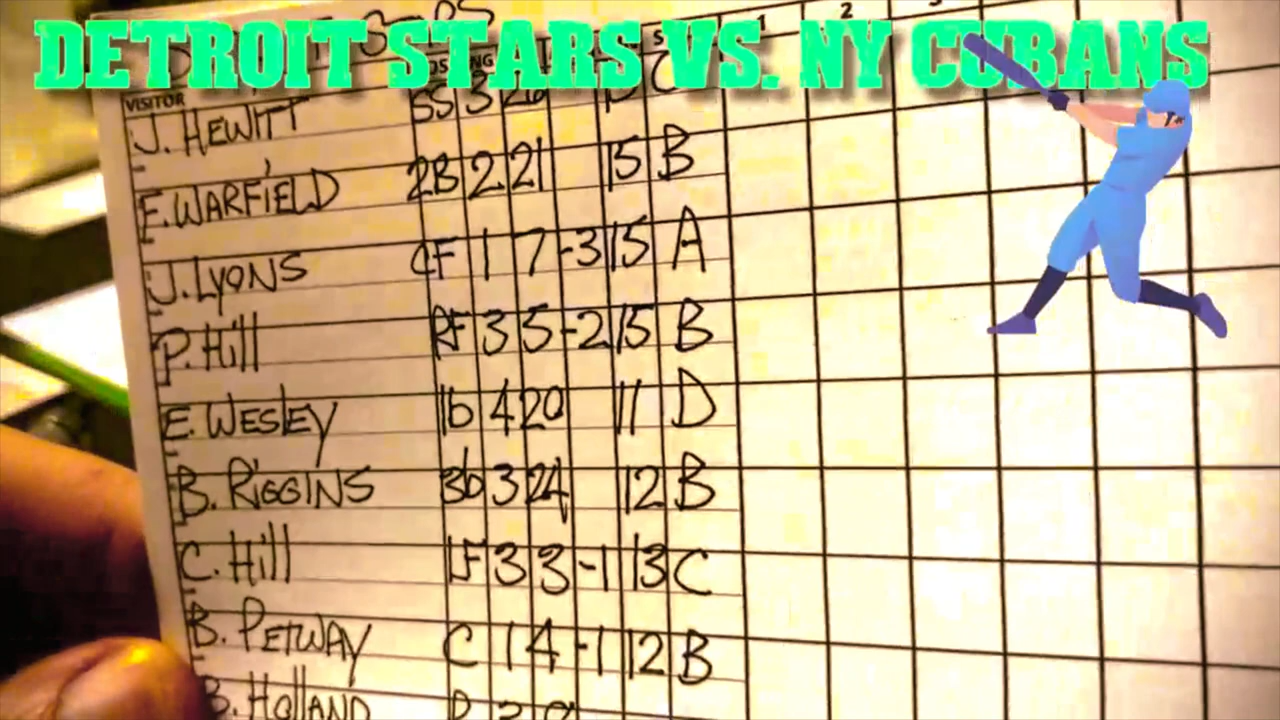 DETROIT STARS VS. NY CUBANS
1 2
VISITOR
J. HEWITT SS 3 C
F. WARFIELD 2B 2 21 15 B
J. LYONS CF 1 7 -3 15 A
P. Hill RF 3 5 -2 15 B
E. WESLEY 1b 4 20 11 D
B. RIGGINS 3b 3 24 12 B
C. Hill LF 3 3 -1 13 C
B. PETWAY C 1 4 -1 12 B
B. HOLLAND P